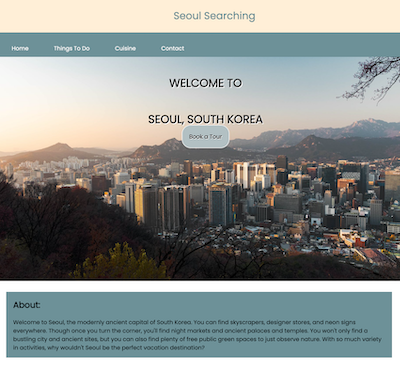 Seoul Searching
Home Things To Do Cuisine Contact
WELCOME TO
SEOUL, SOUTH KOREA
Book a Tour
About:
Welcome to Seoul, the modernly ancient capital of South Korea. You can find skyscrapers, designer stores, and neon signs
everywhere. Though once you turn the corner, you'll find night markets and ancient palaces and temples. You won't only find a
bustling city and ancient sites, but you can also find plenty of free public green spaces to just observe nature. With so much variety
in activities, why wouldn't Seoul be the perfect vacation destination?